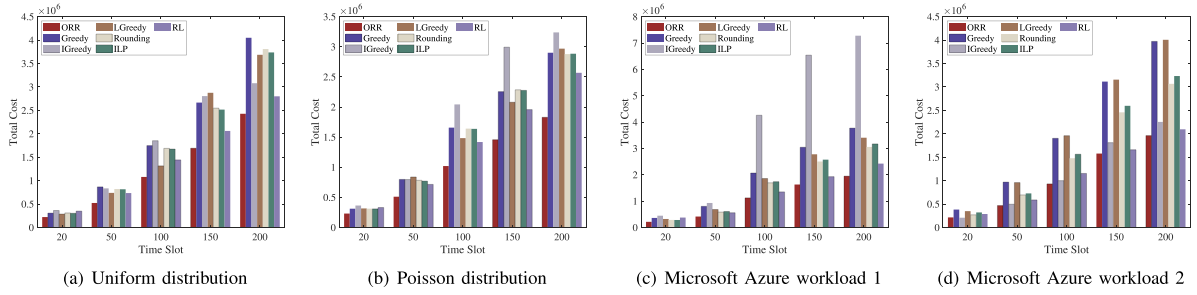 ×10⁶
4.5
4
3.5
3
2.5
2
1.5
1
0.5
0
Total Cost
ORR LGreedy RL
Greedy Rounding
IGreedy ILP
20 50 100 150 200
Time Slot
(a) Uniform distribution
×10⁶
3.5
3
2.5
2
1.5
1
0.5
0
Total Cost
ORR LGreedy RL
Greedy Rounding
IGreedy ILP
20 50 100 150 200
Time Slot
(b) Poisson distribution
×10⁶
8
7
6
5
4
3
2
1
0
Total Cost
ORR LGreedy RL
Greedy Rounding
IGreedy ILP
20 50 100 150 200
Time Slot
(c) Microsoft Azure workload 1
×10⁶
4.5
4
3.5
3
2.5
2
1.5
1
0.5
0
Total Cost
ORR LGreedy RL
Greedy Rounding
IGreedy ILP
20 50 100 150 200
Time Slot
(d) Microsoft Azure workload 2